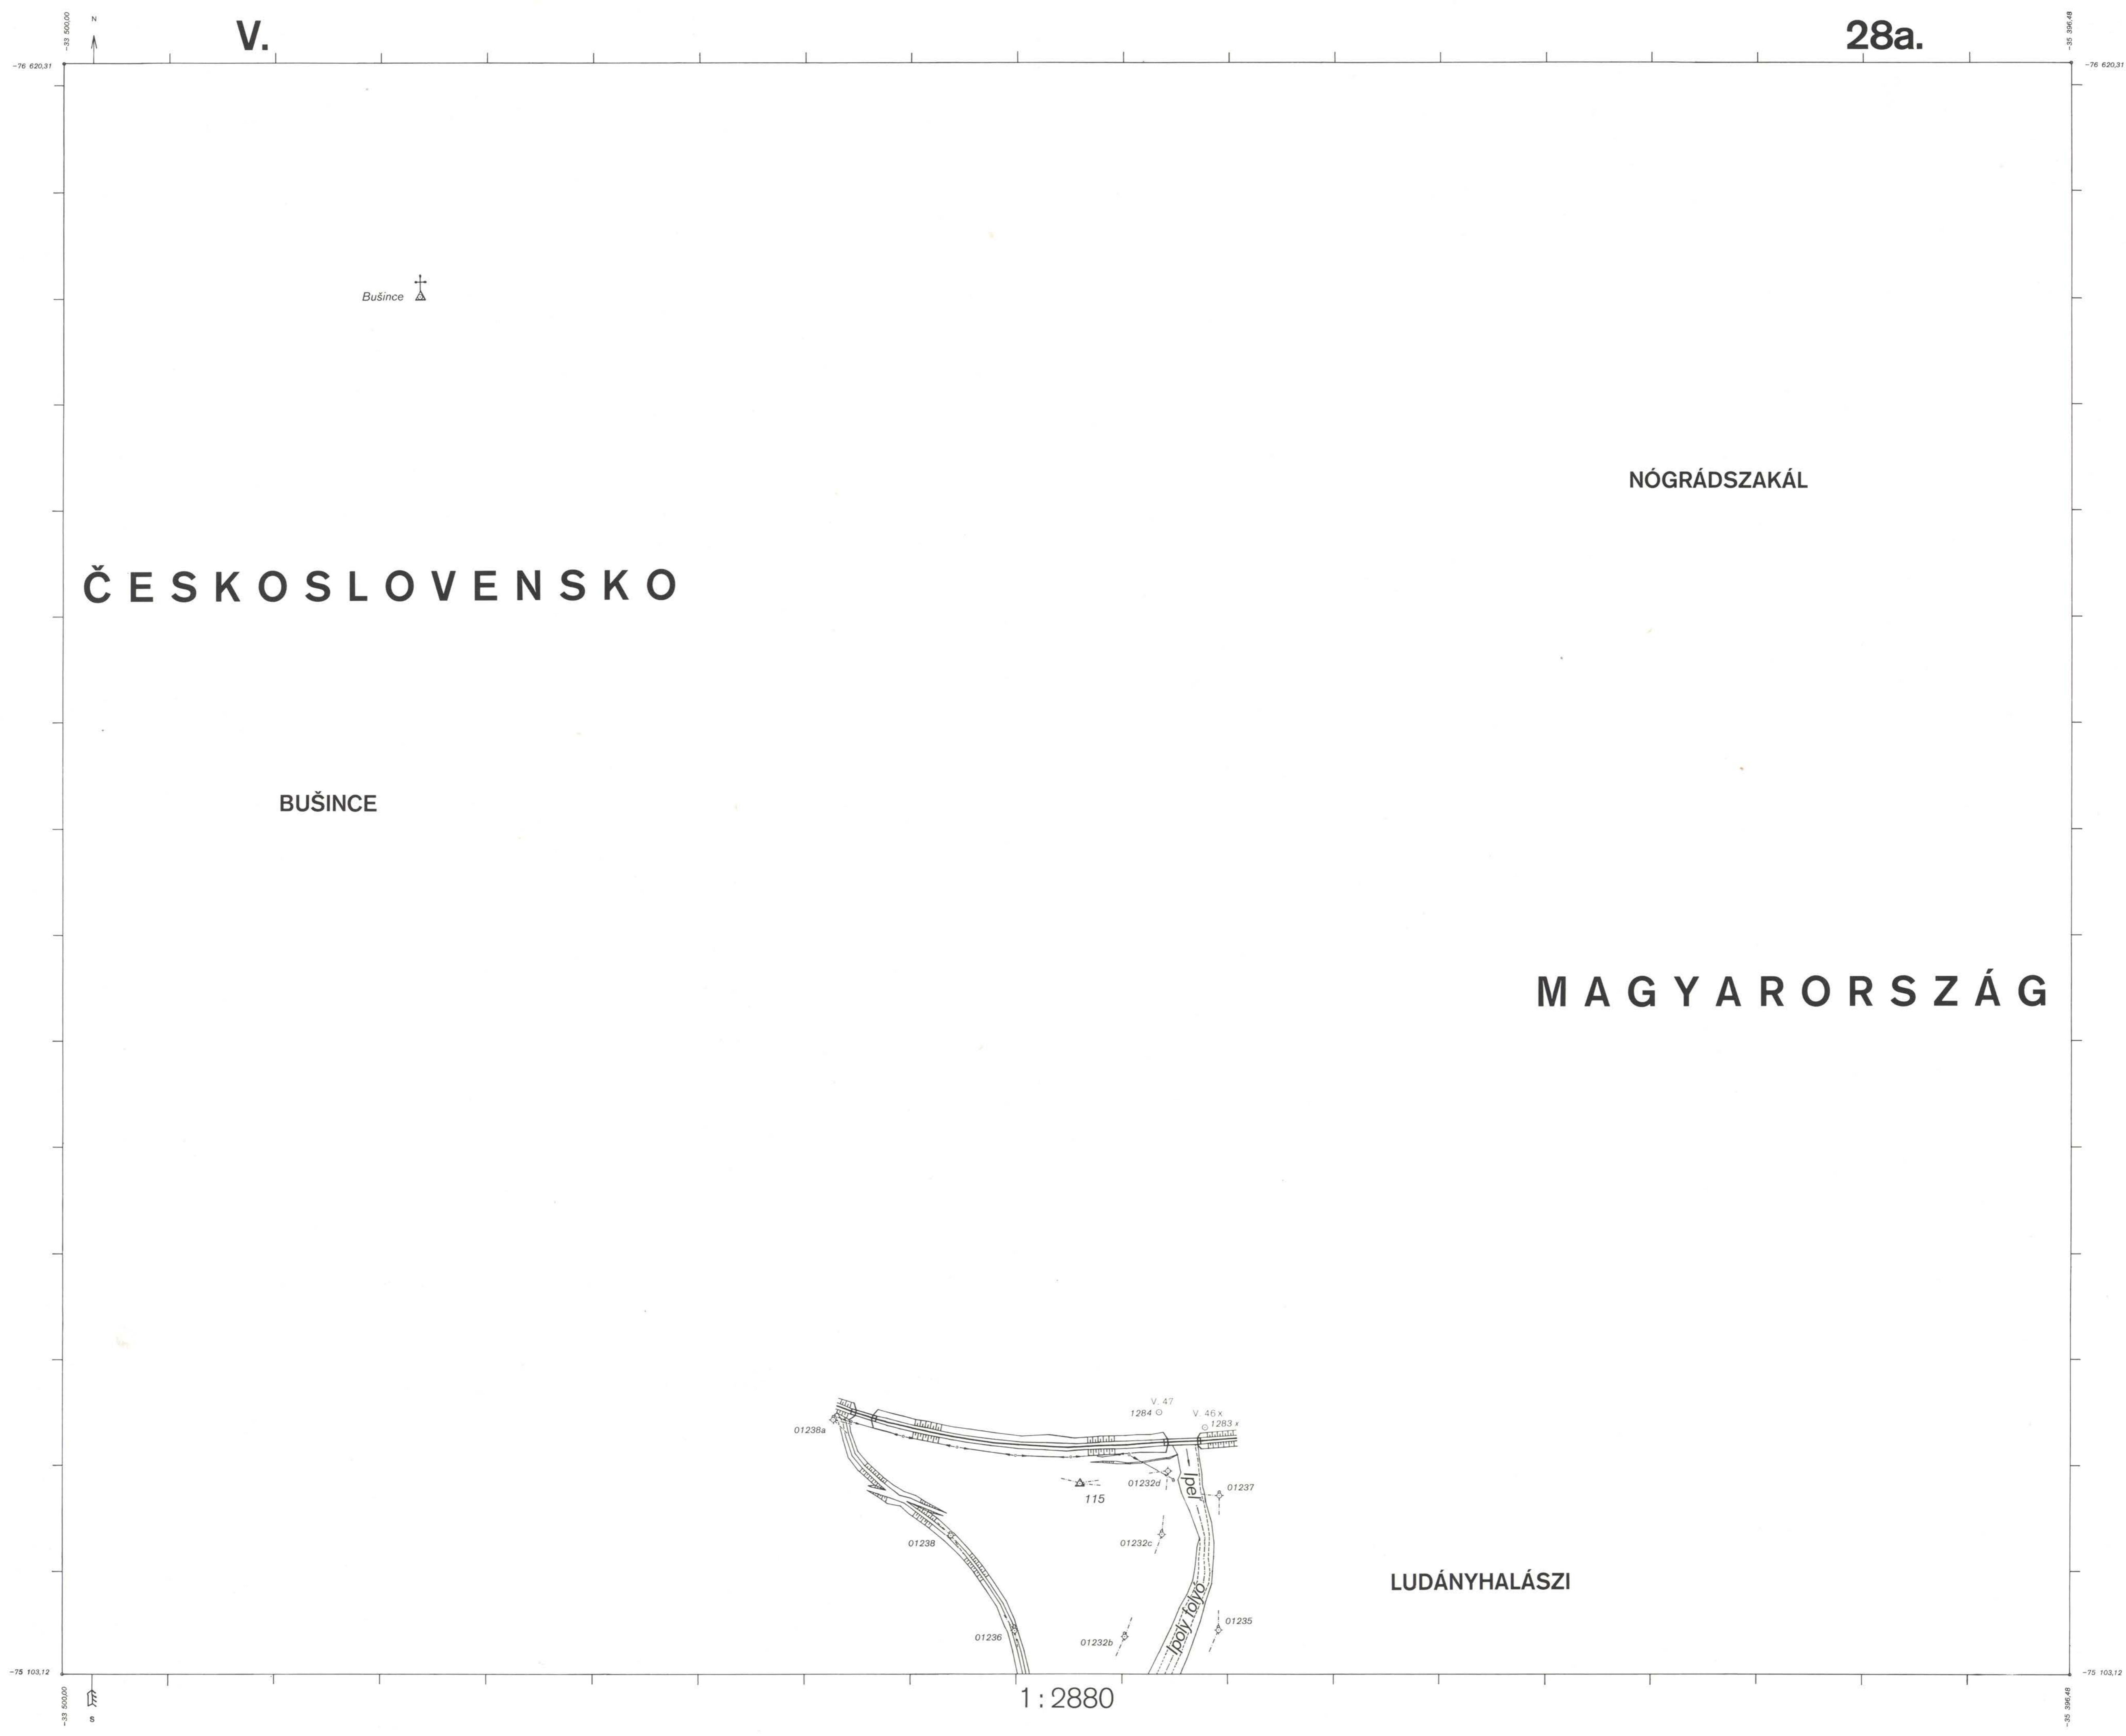 -33 500,00
N
V.
28a.
-35 396,48
-76 620,31
-76 620,31
Bušince
NÓGRÁDSZAKÁL
ČESKOSLOVENSKO
BUŠINCE
MAGYARORSZÁG
V. 47
1284
V. 46 x
1283 x
01238a
01232d
Ipeľ
01237
115
01238
01232c
LUDÁNYHALÁSZI
Ipoly folyó
01235
01236
01232b
-75 103,12
-75 103,12
-33 500,00
S
1:2880
-35 396,48